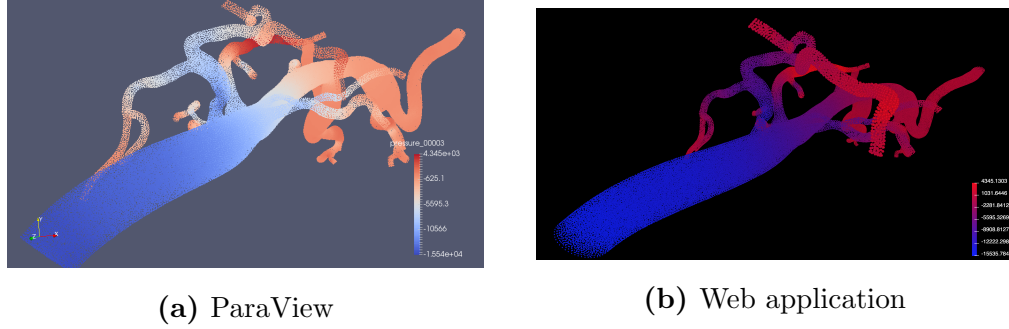 pressure_00003
4.345e+03
-625.1
-5595.3
-10566
-1.554e+04
Y
Z
X
4345.1303
1031.6446
-2281.8412
-5595.3269
-8908.8127
-12222.298
-15535.784
(a) ParaView
(b) Web application